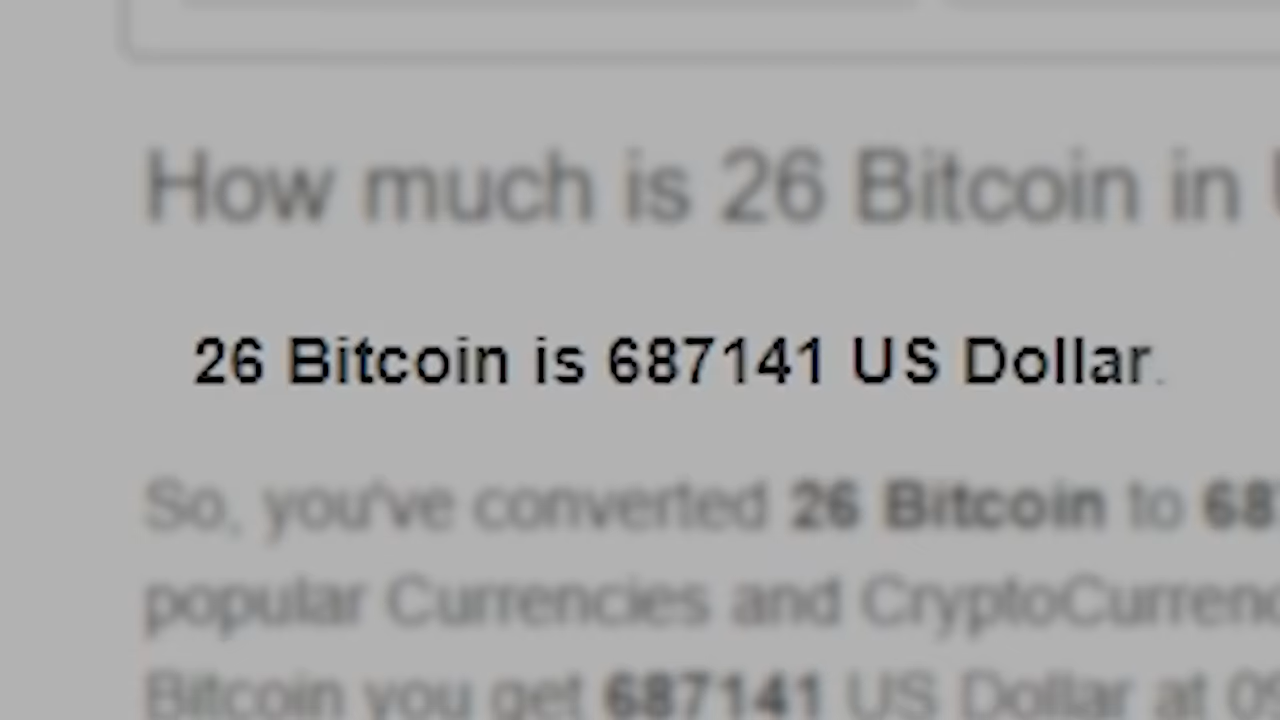 How much is 26 Bitcoin in
26 Bitcoin is 687141 US Dollar.
So, you've converted 26 Bitcoin to
popular Currencies and
Bitcoin you get 687141 US Dollar at